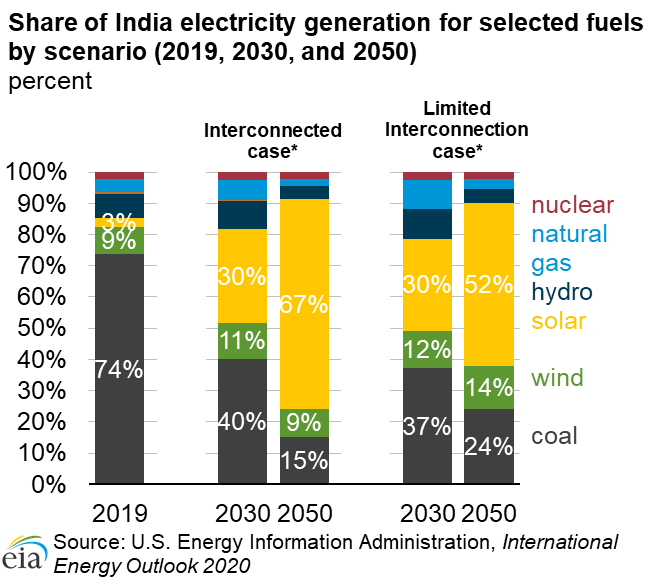 Share of India electricity generation for selected fuels
by scenario (2019, 2030, and 2050)
percent
Interconnected
case*
Limited
Interconnection
case*
100%
90%
80%
70%
60%
50%
40%
30%
20%
10%
0%
3%
9%
74%
30%
11%
40%
67%
9%
15%
30%
12%
37%
52%
14%
24%
nuclear
natural
gas
hydro
solar
wind
coal
2019
2030 2050
2030 2050
eia
Source: U.S. Energy Information Administration, International
Energy Outlook 2020